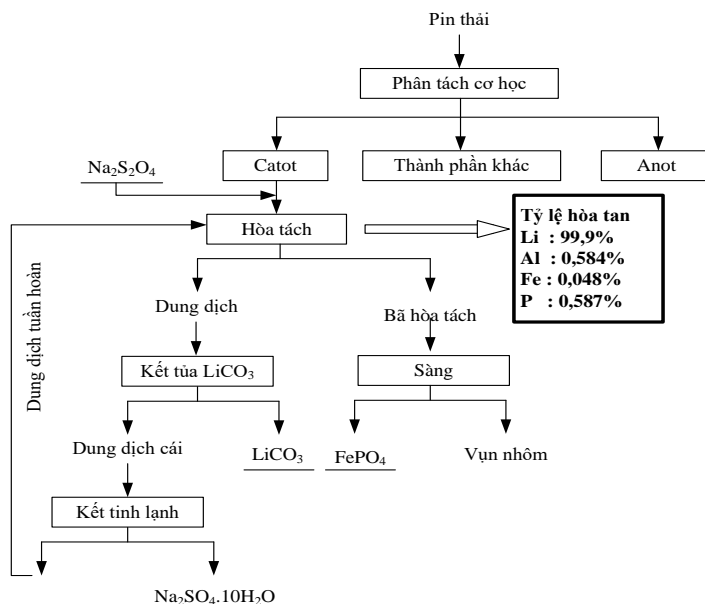 Pin thải
Phân tách cơ học
Na₂S₂O₄
Catot
Thành phần khác
Anot
Hòa tách
Tỷ lệ hòa tan
Li : 99,9%
Al : 0,584%
Fe : 0,048%
P : 0,587%
Dung dịch tuần hoàn
Dung dịch
Bã hòa tách
Kết tủa LiCO₃
Sàng
Dung dịch cái
LiCO₃
FePO₄
Vụn nhôm
Kết tinh lạnh
Na₂SO₄.10H₂O